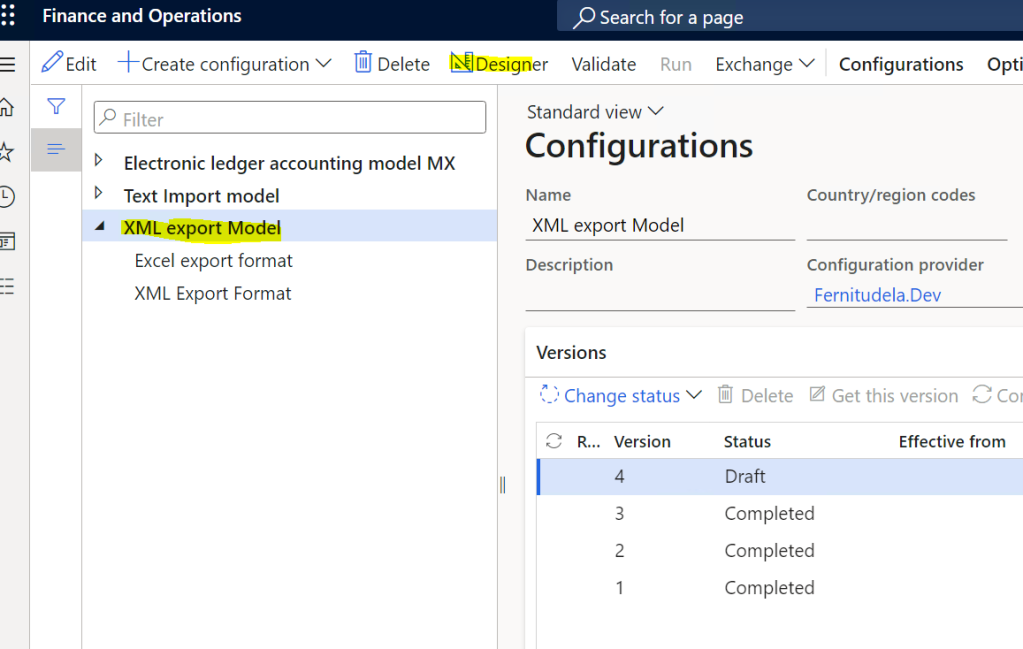 Finance and Operations
Search for a page
Edit Create configuration Delete Designer Validate Run Exchange Configurations Opti
Filter
Electronic ledger accounting model MX
Text Import model
XML export Model
Excel export format
XML Export Format
Standard view
Configurations
Name Country/region codes
XML export Model
Description Configuration provider
Fernitudela.Dev
Versions
Change status Delete Get this version Cor
R... Version Status Effective from
4 Draft
3 Completed
2 Completed
1 Completed